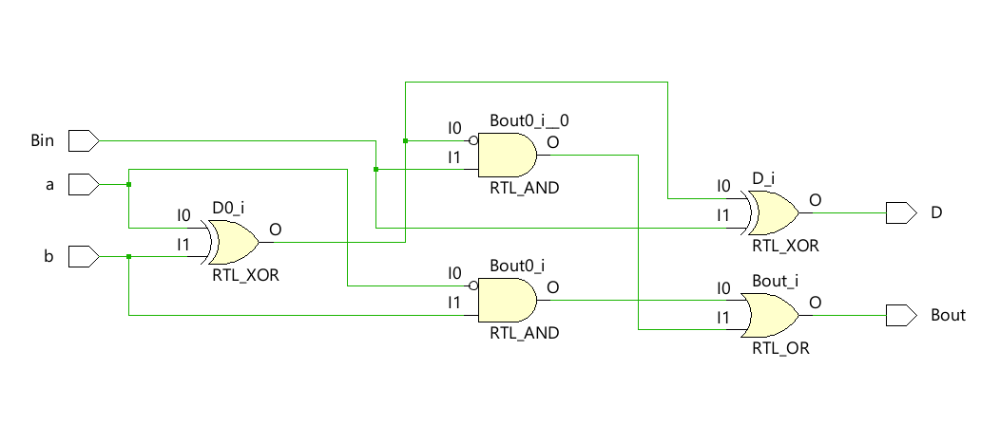 Bout0_i__0
I0
O
Bin
I1
a
RTL_AND
D_i
I0
O
D0_i
I0
D
I1
O
I1
RTL_XOR
b
Bout0_i
RTL_XOR
I0
Bout_i
O
I0
I1
O
Bout
I1
RTL_AND
RTL_OR